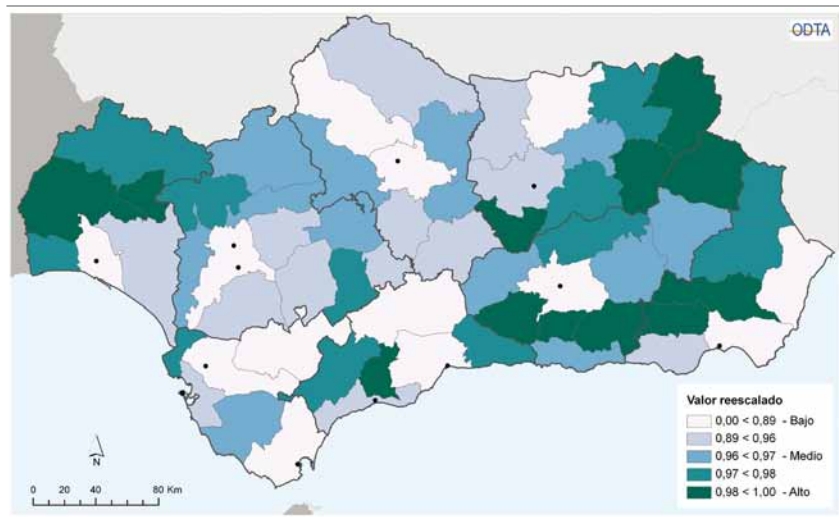 ODTA
Valor reescalado
0,00 < 0,89 - Bajo
0,89 < 0,96
0,96 < 0,97 - Medio
0,97 < 0,98
0,98 < 1,00 - Alto
N
0 20 40 80 Km